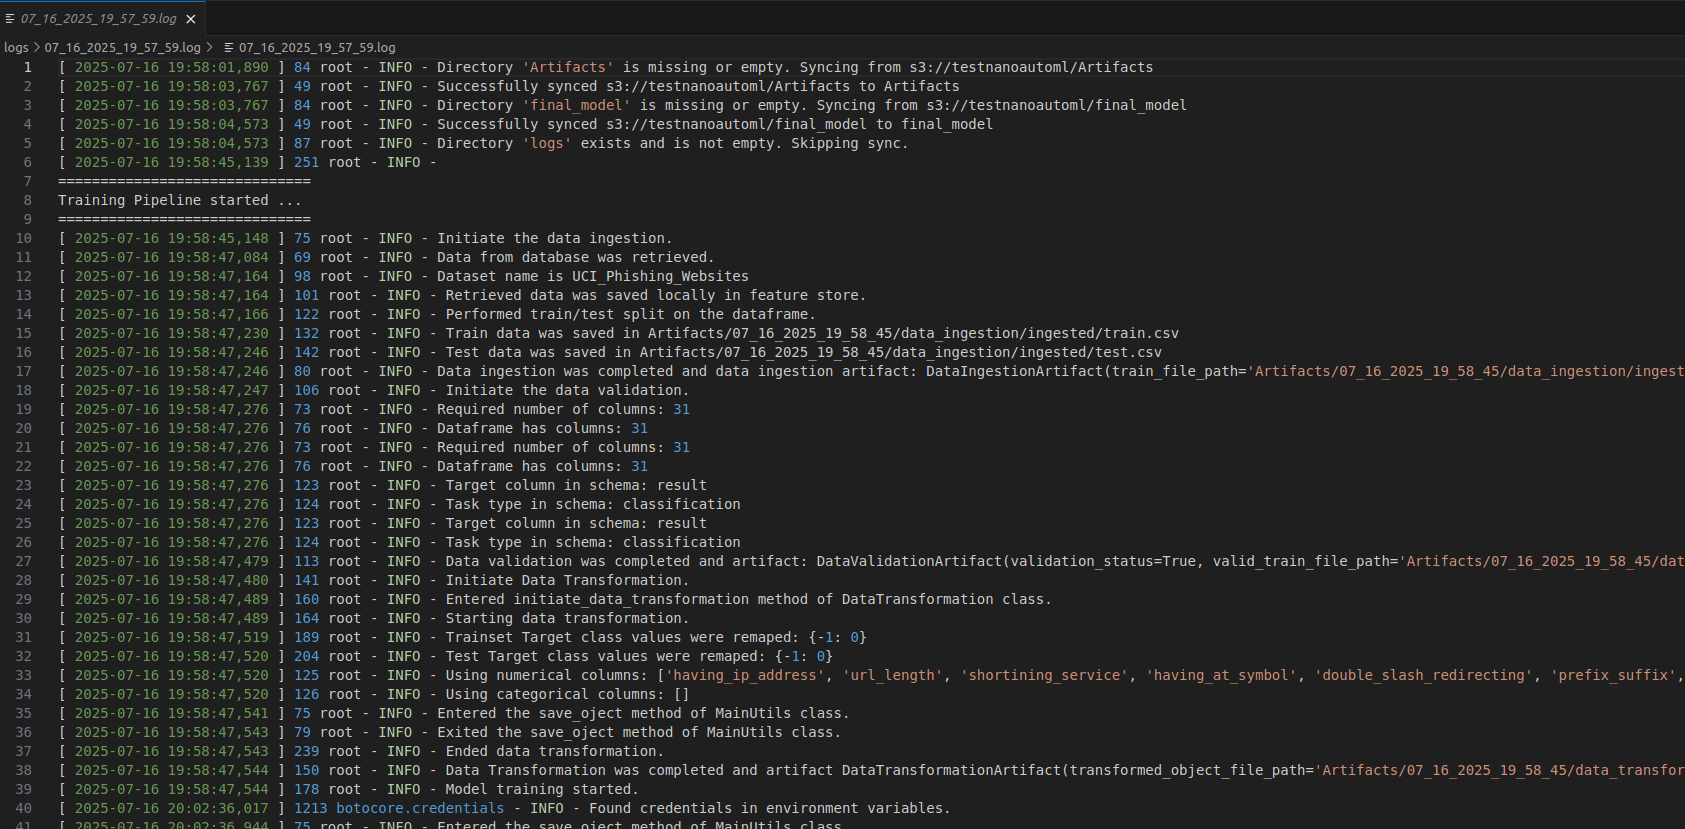 07_16_2025_19_57_59.log
logs > 07_16_2025_19_57_59.log > 07_16_2025_19_57_59.log
1 [ 2025-07-16 19:58:01,890 ] 84 root - INFO - Directory 'Artifacts' is missing or empty. Syncing from s3://testnanoautoml/Artifacts
2 [ 2025-07-16 19:58:03,767 ] 49 root - INFO - Successfully synced s3://testnanoautoml/Artifacts to Artifacts
3 [ 2025-07-16 19:58:03,767 ] 84 root - INFO - Directory 'final_model' is missing or empty. Syncing from s3://testnanoautoml/final_model
4 [ 2025-07-16 19:58:04,573 ] 49 root - INFO - Successfully synced s3://testnanoautoml/final_model to final_model
5 [ 2025-07-16 19:58:04,573 ] 87 root - INFO - Directory 'logs' exists and is not empty. Skipping sync.
6 [ 2025-07-16 19:58:45,139 ] 251 root - INFO -
7 ==============================
8 Training Pipeline started ...
9 ==============================
10 [ 2025-07-16 19:58:45,148 ] 75 root - INFO - Initiate the data ingestion.
11 [ 2025-07-16 19:58:47,084 ] 69 root - INFO - Data from database was retrieved.
12 [ 2025-07-16 19:58:47,164 ] 98 root - INFO - Dataset name is UCI_Phishing_Websites
13 [ 2025-07-16 19:58:47,164 ] 101 root - INFO - Retrieved data was saved locally in feature store.
14 [ 2025-07-16 19:58:47,166 ] 122 root - INFO - Performed train/test split on the dataframe.
15 [ 2025-07-16 19:58:47,230 ] 132 root - INFO - Train data was saved in Artifacts/07_16_2025_19_58_45/data_ingestion/ingested/train.csv
16 [ 2025-07-16 19:58:47,246 ] 142 root - INFO - Test data was saved in Artifacts/07_16_2025_19_58_45/data_ingestion/ingested/test.csv
17 [ 2025-07-16 19:58:47,246 ] 80 root - INFO - Data ingestion was completed and data ingestion artifact: DataIngestionArtifact(train_file_path='Artifacts/07_16_2025_19_58_45/data_ingestion/ingest
18 [ 2025-07-16 19:58:47,247 ] 106 root - INFO - Initiate the data validation.
19 [ 2025-07-16 19:58:47,276 ] 73 root - INFO - Required number of columns: 31
20 [ 2025-07-16 19:58:47,276 ] 76 root - INFO - Dataframe has columns: 31
21 [ 2025-07-16 19:58:47,276 ] 73 root - INFO - Required number of columns: 31
22 [ 2025-07-16 19:58:47,276 ] 76 root - INFO - Dataframe has columns: 31
23 [ 2025-07-16 19:58:47,276 ] 123 root - INFO - Target column in schema: result
24 [ 2025-07-16 19:58:47,276 ] 124 root - INFO - Task type in schema: classification
25 [ 2025-07-16 19:58:47,276 ] 123 root - INFO - Target column in schema: result
26 [ 2025-07-16 19:58:47,276 ] 124 root - INFO - Task type in schema: classification
27 [ 2025-07-16 19:58:47,479 ] 113 root - INFO - Data validation was completed and artifact: DataValidationArtifact(validation_status=True, valid_train_file_path='Artifacts/07_16_2025_19_58_45/dat
28 [ 2025-07-16 19:58:47,480 ] 141 root - INFO - Initiate Data Transformation.
29 [ 2025-07-16 19:58:47,489 ] 160 root - INFO - Entered initiate_data_transformation method of DataTransformation class.
30 [ 2025-07-16 19:58:47,489 ] 164 root - INFO - Starting data transformation.
31 [ 2025-07-16 19:58:47,519 ] 189 root - INFO - Trainset Target class values were remaped: {-1: 0}
32 [ 2025-07-16 19:58:47,520 ] 204 root - INFO - Test Target class values were remaped: {-1: 0}
33 [ 2025-07-16 19:58:47,520 ] 125 root - INFO - Using numerical columns: ['having_ip_address', 'url_length', 'shortining_service', 'having_at_symbol', 'double_slash_redirecting', 'prefix_suffix',
34 [ 2025-07-16 19:58:47,520 ] 126 root - INFO - Using categorical columns: []
35 [ 2025-07-16 19:58:47,541 ] 75 root - INFO - Entered the save_oject method of MainUtils class.
36 [ 2025-07-16 19:58:47,543 ] 79 root - INFO - Exited the save_oject method of MainUtils class.
37 [ 2025-07-16 19:58:47,543 ] 239 root - INFO - Ended data transformation.
38 [ 2025-07-16 19:58:47,544 ] 150 root - INFO - Data Transformation was completed and artifact DataTransformationArtifact(transformed_object_file_path='Artifacts/07_16_2025_19_58_45/data_transfor
39 [ 2025-07-16 19:58:47,544 ] 178 root - INFO - Model training started.
40 [ 2025-07-16 20:02:36,017 ] 1213 botocore.credentials - INFO - Found credentials in environment variables.
41 [ 2025-07-16 20:02:36,944 ] 75 root - INFO - Entered the save_oject method of MainUtils class.